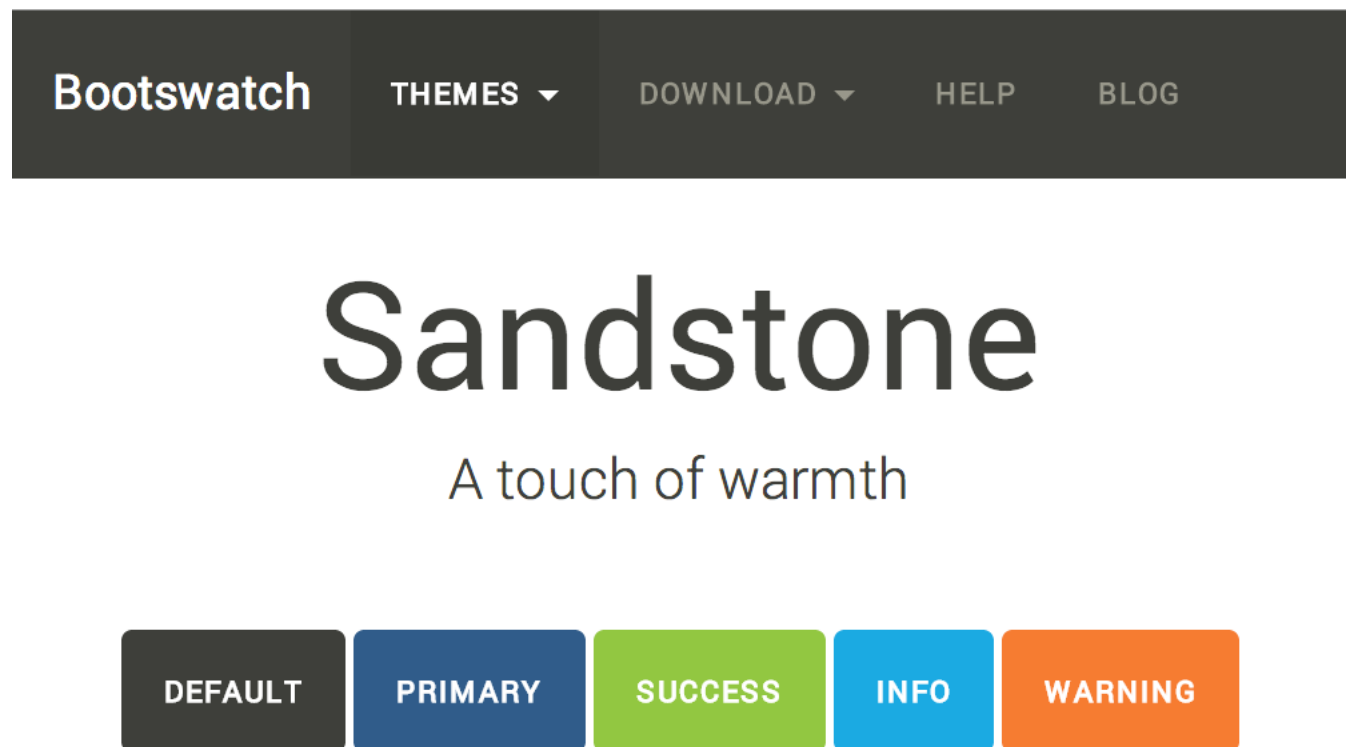 Bootswatch THEMES DOWNLOAD HELP BLOG
Sandstone
A touch of warmth
DEFAULT PRIMARY SUCCESS INFO WARNING